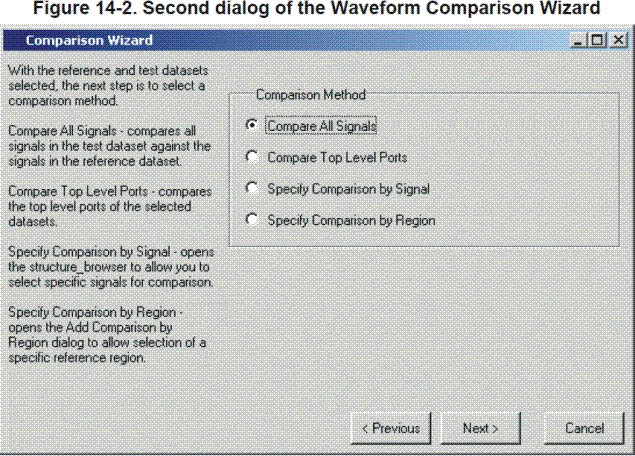 Figure 14-2. Second dialog of the Waveform Comparison Wizard
Comparison Wizard
With the reference and test datasets
selected, the next step is to select a
comparison method.
Compare All Signals - compares all
signals in the test dataset against the
signals in the reference dataset.
Compare Top Level Ports - compares
the top level ports of the selected
datasets.
Specify Comparison by Signal - opens
the structure_browser to allow you to
select specific signals for comparison.
Specify Comparison by Region -
opens the Add Comparison by
Region dialog to allow selection of a
specific reference region.
Comparison Method
Compare All Signals
Compare Top Level Ports
Specify Comparison by Signal
Specify Comparison by Region
< Previous
Next >
Cancel